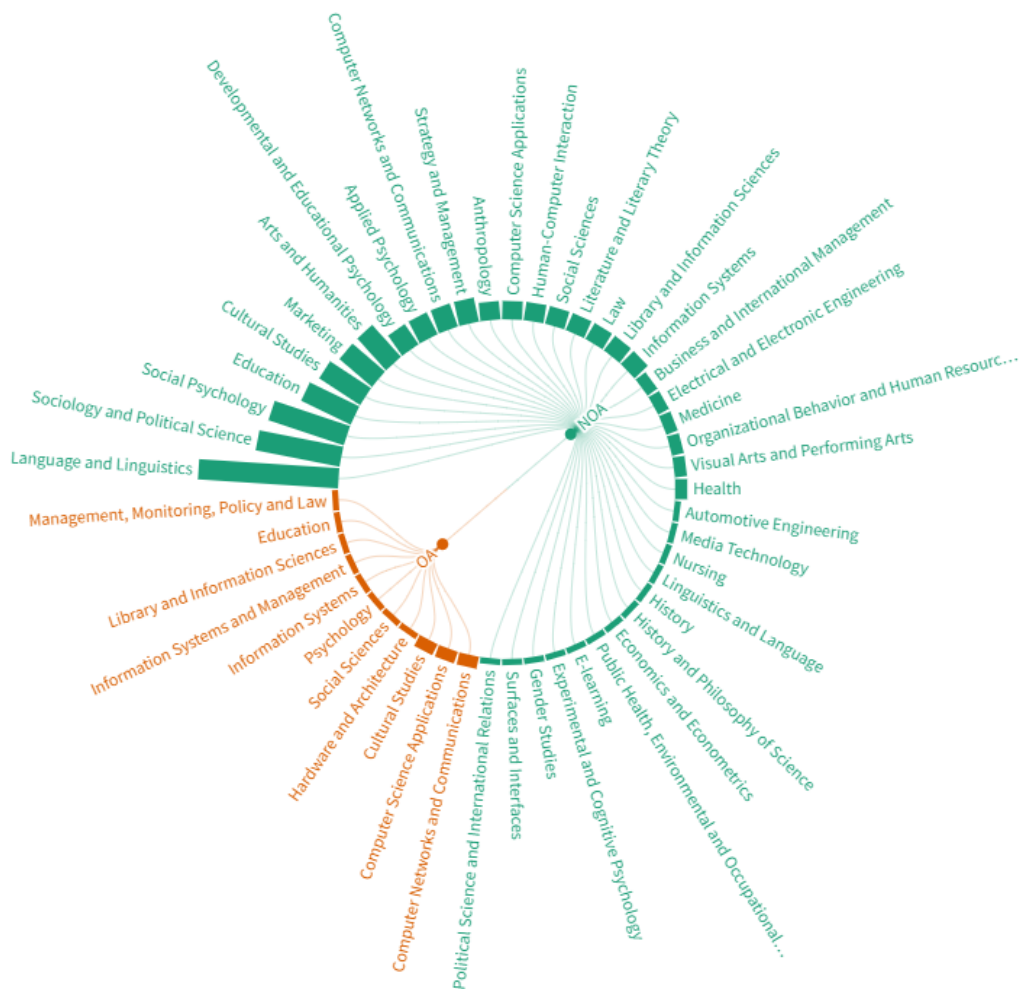 Language and Linguistics
Sociology and Political Science
Social Psychology
Education
Cultural Studies
Marketing
Arts and Humanities
Developmental and Educational Psychology
Applied Psychology
Computer Networks and Communications
Strategy and Management
Anthropology
Computer Science Applications
Human-Computer Interaction
Social Sciences
Literature and Literary Theory
Law
Library and Information Sciences
Information Systems
Business and International Management
Electrical and Electronic Engineering
Medicine
Organizational Behavior and Human Resourc...
Visual Arts and Performing Arts
Health
Automotive Engineering
Media Technology
Nursing
Linguistics and Language
History
History and Philosophy of Science
Economics and Econometrics
Public Health, Environmental and Occupational...
E-learning
Experimental and Cognitive Psychology
Gender Studies
Surfaces and Interfaces
Political Science and International Relations
Computer Networks and Communications
Computer Science Applications
Cultural Studies
Hardware and Architecture
Social Sciences
Psychology
Information Systems
Information Systems and Management
Library and Information Sciences
Education
Management, Monitoring, Policy and Law
NOA
OA